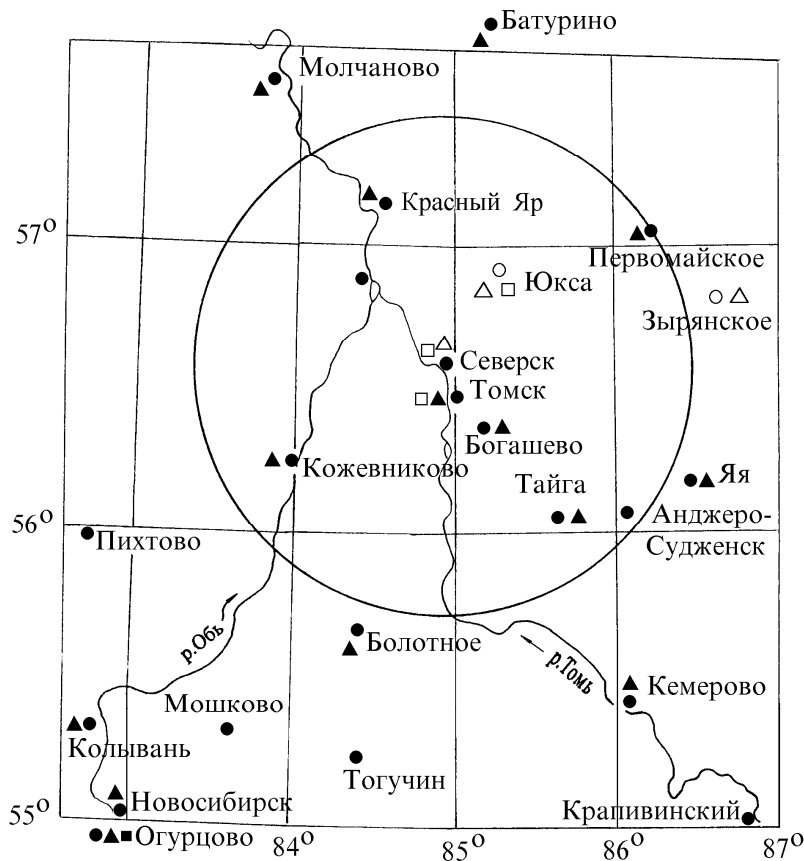 Батурино
Молчаново
Красный Яр
57°
Первомайское
Юкса
Зырянское
Северск
Томск
Богашево
Кожевниково
Яя
Тайга
56°
Анджеро-
Судженск
Пихтово
р.Обь
Болотное
р.Томь
Кемерово
Мошково
Колывань
Тогучин
Новосибирск
Крапивинский
55°
Огурцово
84°
85°
86°
87°